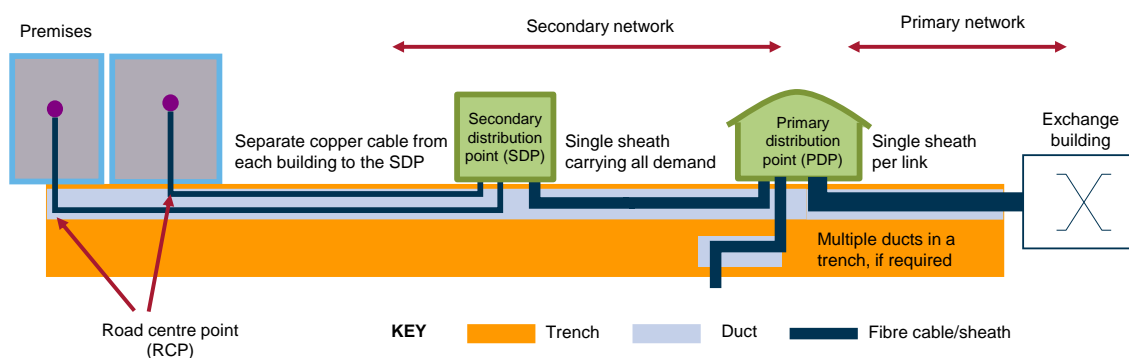 Secondary network
Primary network
Premises
Separate copper cable from
each building to the SDP
Secondary
distribution
point (SDP)
Single sheath
carrying all demand
Primary
distribution
point (PDP)
Single sheath
per link
Exchange
building
Multiple ducts in a
trench, if required
Road centre point
(RCP)
KEY
Trench
Duct
Fibre cable/sheath